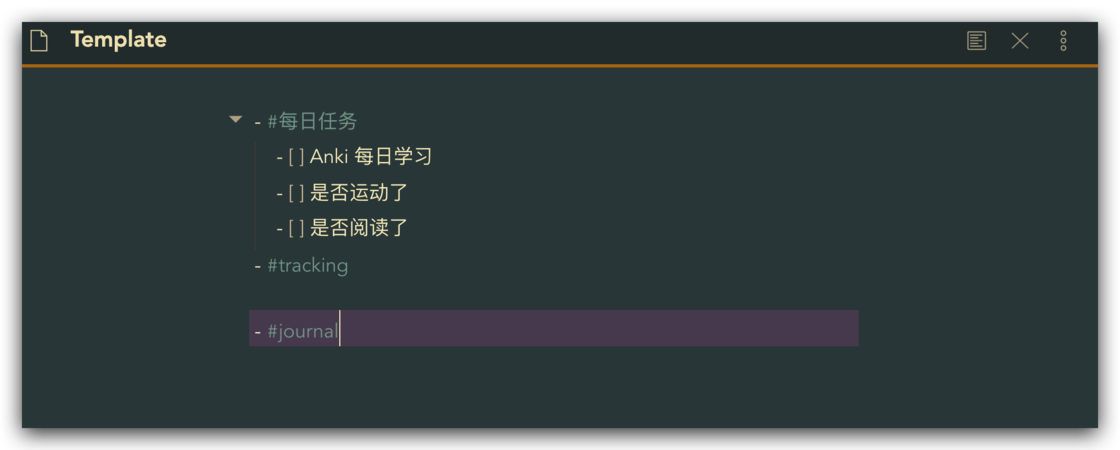 Template
- #每日任务
- [ ] Anki 每日学习
- [ ] 是否运动了
- [ ] 是否阅读了
- #tracking
- #journal